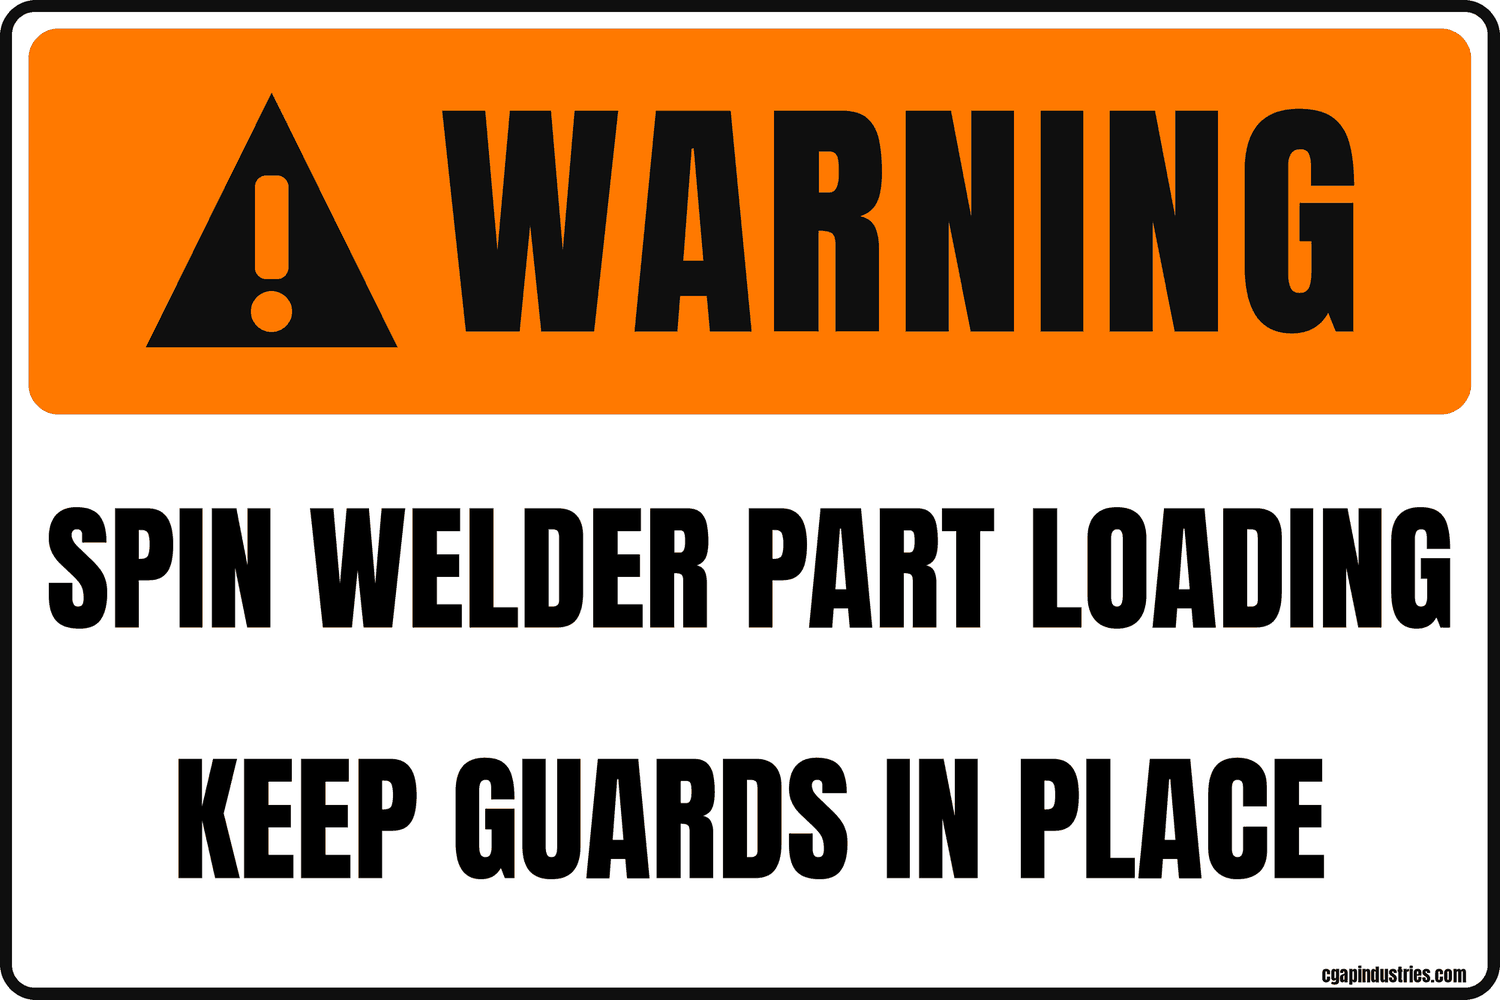 WARNING
SPIN WELDER PART LOADING
KEEP GUARDS IN PLACE
cgapindustries.com